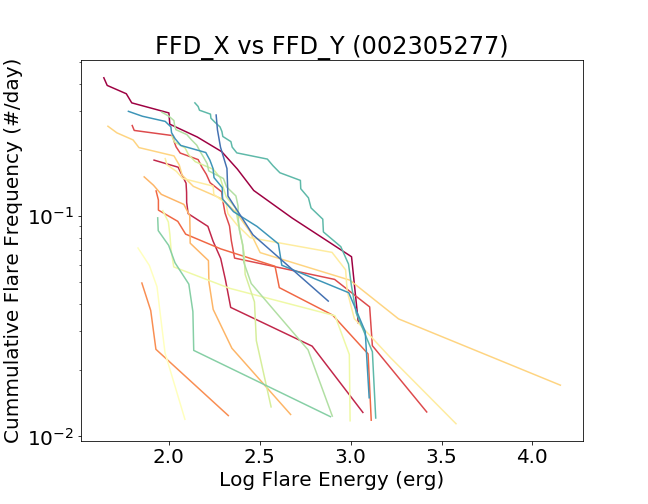 FFD_X vs FFD_Y (002305277)
Cummulative Flare Frequency (#/day)
10⁻¹
10⁻²
2.0 2.5 3.0 3.5 4.0
Log Flare Energy (erg)